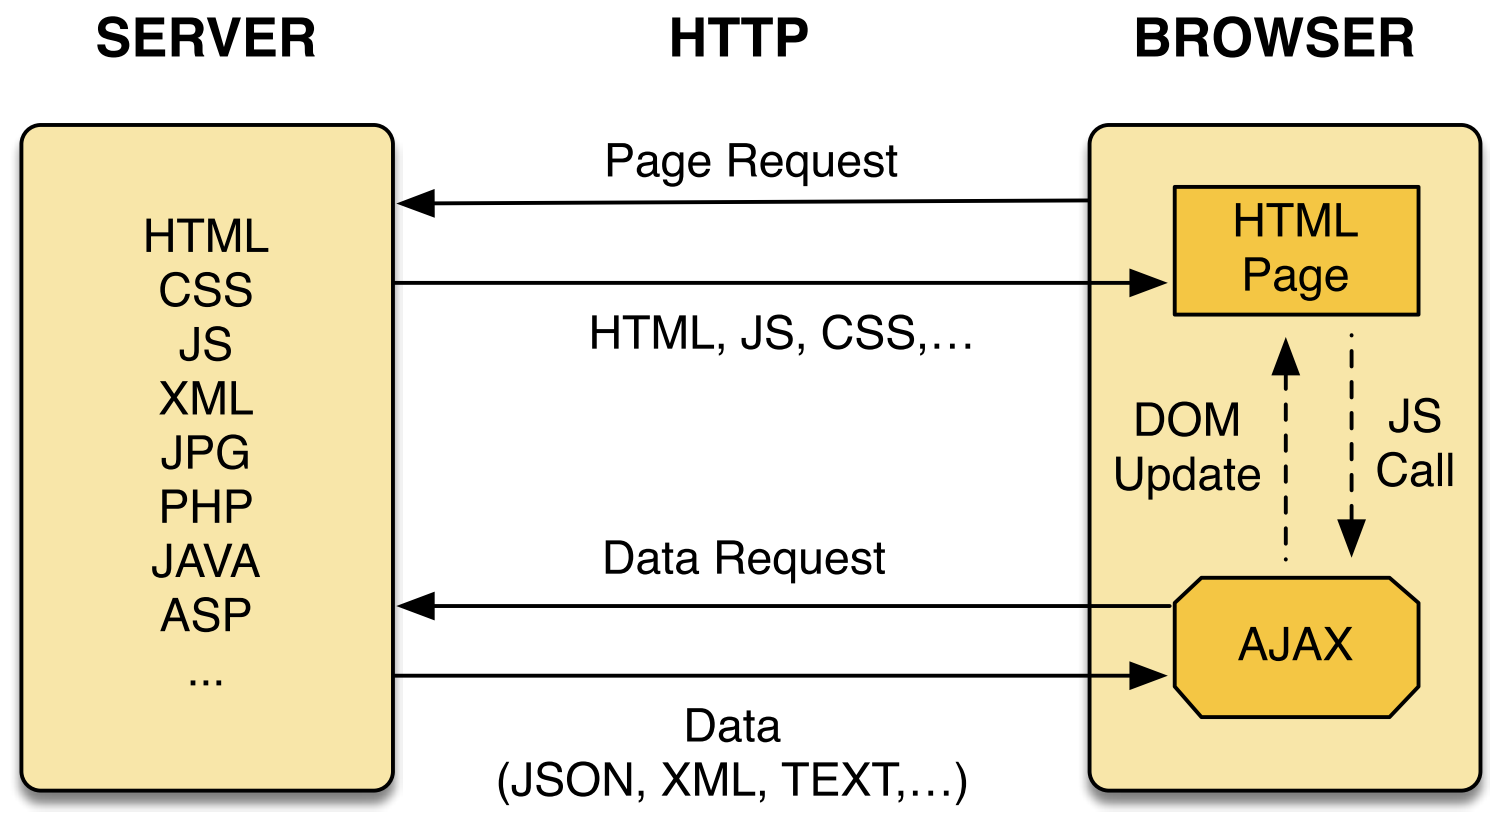 SERVER
HTTP
BROWSER
HTML
CSS
JS
XML
JPG
PHP
JAVA
ASP
...
Page Request
HTML, JS, CSS,...
Data Request
Data
(JSON, XML, TEXT,...)
HTML
Page
DOM
Update
JS
Call
AJAX